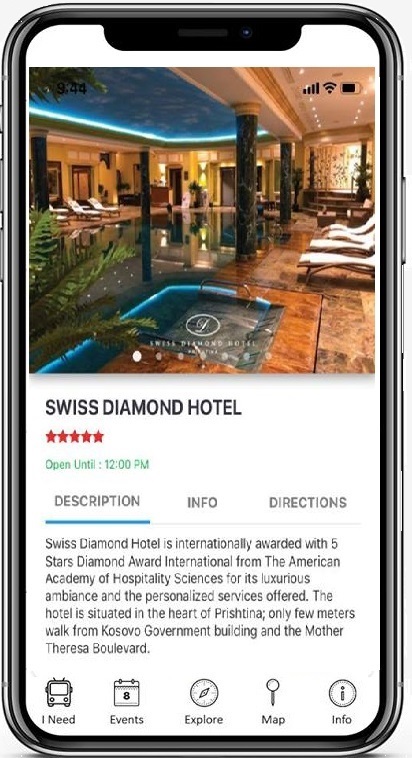 9:44
SWISS DIAMOND HOTEL
PRISHTINA
SWISS DIAMOND HOTEL
Open Until : 12:00 PM
DESCRIPTION INFO DIRECTIONS
Swiss Diamond Hotel is internationally awarded with 5
Stars Diamond Award International from The American
Academy of Hospitality Sciences for its luxurious
ambiance and the personalized services offered. The
hotel is situated in the heart of Prishtina; only few meters
walk from Kosovo Government building and the Mother
Theresa Boulevard.
8
I Need Events Explore Map Info